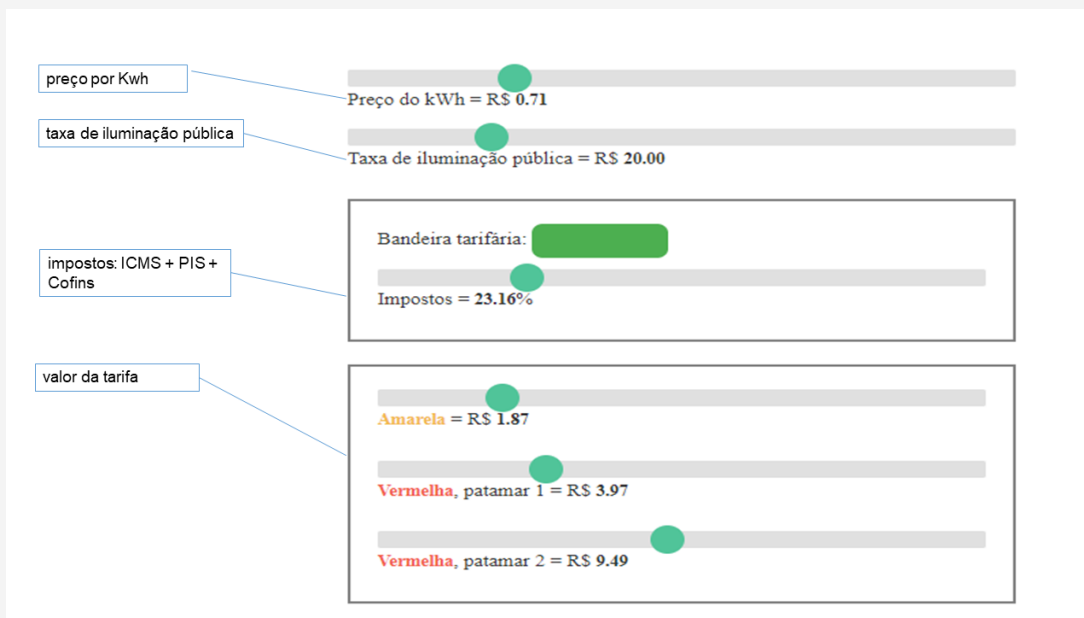 preço por Kwh
Preço do kWh = R$ 0.71
taxa de iluminação pública
Taxa de iluminação pública = R$ 20.00
Bandeira tarifária:
impostos: ICMS + PIS +
Cofins
Impostos = 23.16%
valor da tarifa
Amarela = R$ 1.87
Vermelha, patamar 1 = R$ 3.97
Vermelha, patamar 2 = R$ 9.49